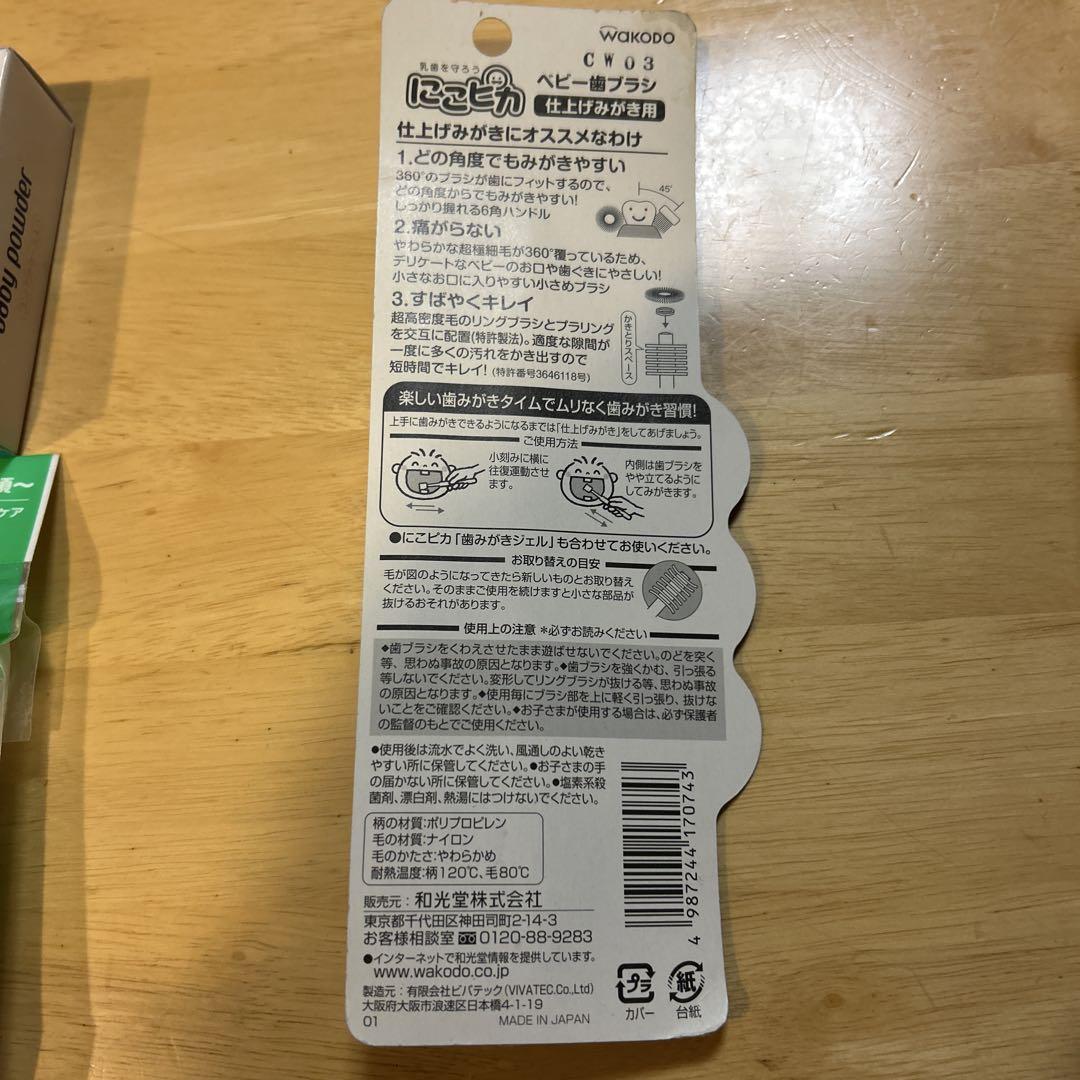 WAKODO
CW03
乳歯を守ろう
にこピカ
ベビー歯ブラシ
仕上げみがき用
仕上げみがきにオススメなわけ
1.どの角度でもみがきやすい
360°のブラシが歯にフィットするので、
どの角度からでもみがきやすい!
しっかり握れる6角ハンドル
45°
2.痛がらない
やわらかな超極細毛が360°覆っているため、
デリケートなベビーのお口や歯ぐきにやさしい!
小さなお口に入りやすい小さめブラシ
3.すばやくキレイ
超高密度毛のリングブラシとプラリング
を交互に配置(特許製法)。適度な隙間が
一度に多くの汚れをかき出すので
短時間でキレイ! (特許番号3646118号)
かきとりスペース
楽しい歯みがきタイムでムリなく歯みがき習慣!
上手に歯みがきできるようになるまでは「仕上げみがき」をしてあげましょう。
ご使用方法
小刻みに横に
往復運動させ
ます。
内側は歯ブラシを
やや立てるように
してみがきます。
●にこピカ「歯みがきジェル」も合わせてお使いください。
お取り替えの目安
毛が図のようになってきたら新しいものとお取り替え
ください。そのままご使用を続けますと小さな部品が
抜けるおそれがあります。
使用上の注意 *必ずお読みください
◆歯ブラシをくわえさせたまま遊ばせないでください。のどを突く
等、思わぬ事故の原因となります。◆歯ブラシを強くかむ、引っ張る
等しないでください。変形してリングブラシが抜ける等、思わぬ事故
の原因となります。◆使用毎にブラシ部を上に軽く引っ張り、抜けな
いことをご確認ください。◆お子さまが使用する場合は、必ず保護者
の監督のもとでご使用ください。
●使用後は流水でよく洗い、風通しのよい乾き
やすい所に保管してください。●お子さまの手
の届かない所に保管してください。●塩素系殺
菌剤、漂白剤、熱湯にはつけないでください。
柄の材質:ポリプロピレン
毛の材質:ナイロン
毛のかたさ:やわらかめ
耐熱温度:柄120℃、毛80℃
販売元:和光堂株式会社
東京都千代田区神田司町2-14-3
お客様相談室 0120-88-9283
●インターネットで和光堂情報を提供しています。
www.wakodo.co.jp
製造元:有限会社ビバテック(VIVATEC.Co.,Ltd)
大阪府大阪市浪速区日本橋4-1-19
01
MADE IN JAPAN
4 987244 170743
プラ
カバー
紙
台紙
baby powder
頃~
ケア